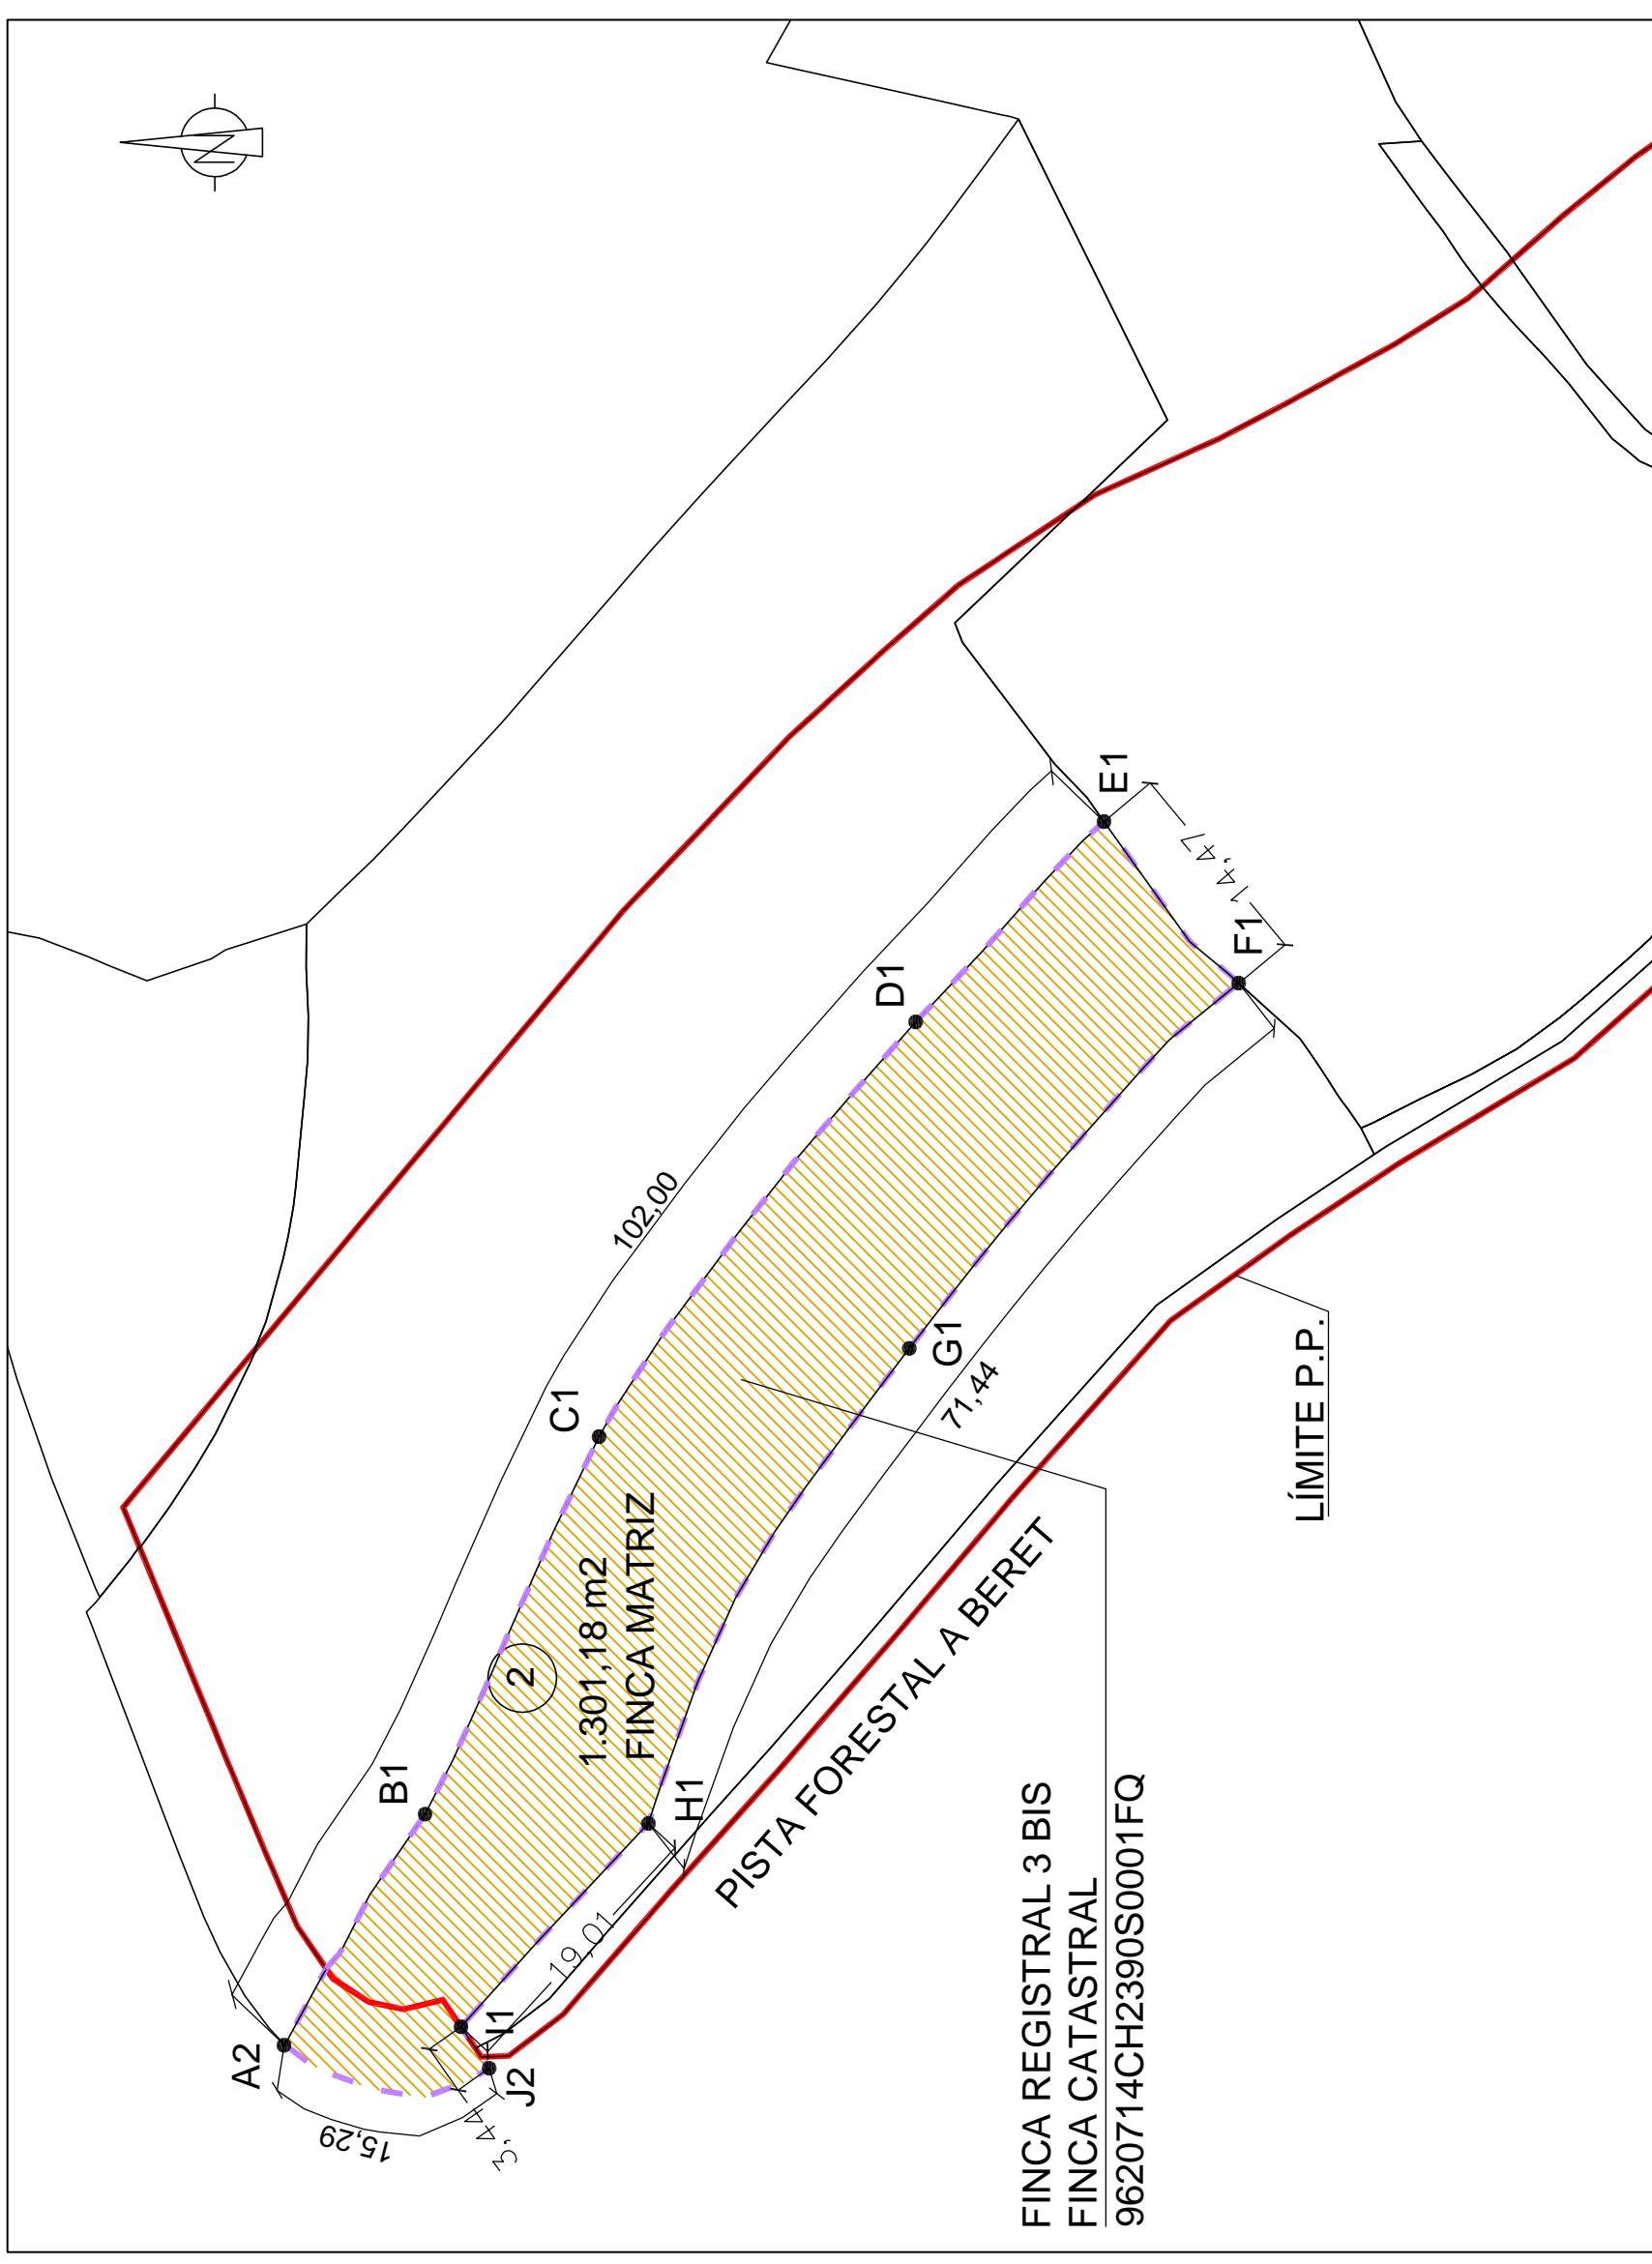 N
A2
15,29
J2
3,44
I1
19,01
B1
H1
2
1.301,18 m2
FINCA MATRIZ
C1
102,00
G1
71,44
D1
E1
14,47
F1
PISTA FORESTAL A BERET
LÍMITE P.P.
FINCA REGISTRAL 3 BIS
FINCA CATASTRAL
9620714CH2390S0001FQ